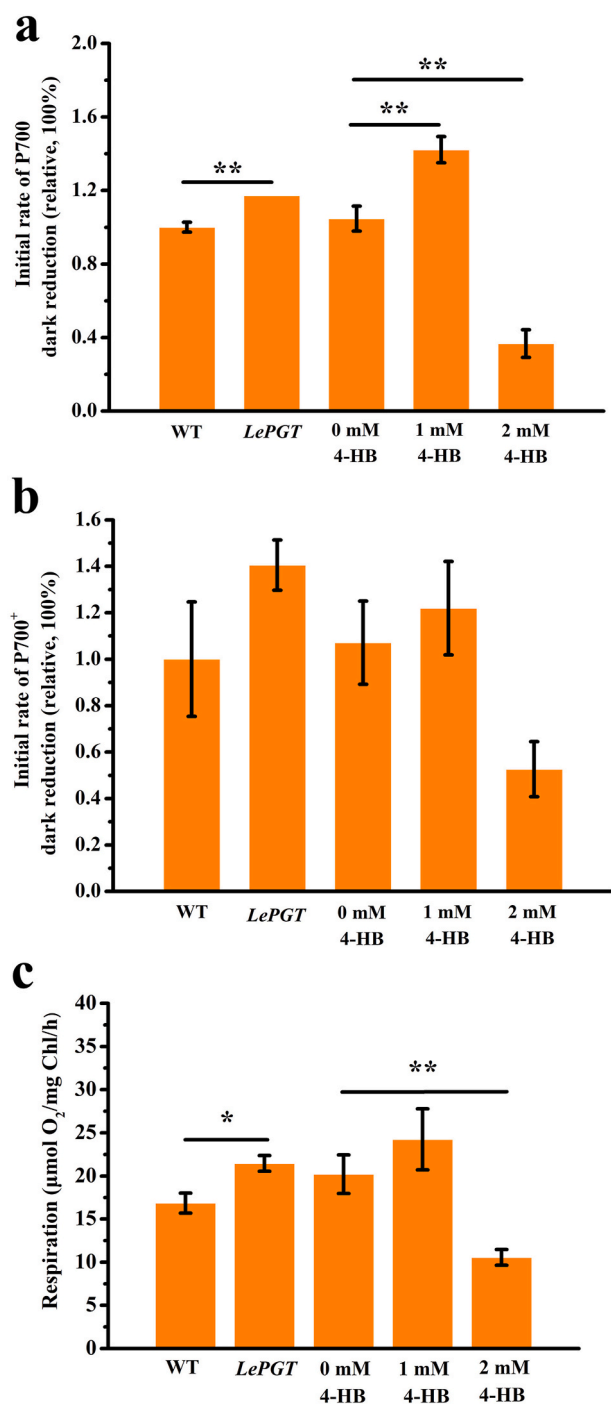 a
Initial rate of P700
dark reduction (relative, 100%)
2.0
1.6
1.2
0.8
0.4
0.0
**
**
**
WT
LePGT
0 mM
4-HB
1 mM
4-HB
2 mM
4-HB
b
Initial rate of P700⁺
dark reduction (relative, 100%)
1.6
1.4
1.2
1.0
0.8
0.6
0.4
0.2
0.0
WT
LePGT
0 mM
4-HB
1 mM
4-HB
2 mM
4-HB
c
Respiration (μmol O₂/mg Chl/h)
40
35
30
25
20
15
10
5
0
*
**
WT
LePGT
0 mM
4-HB
1 mM
4-HB
2 mM
4-HB